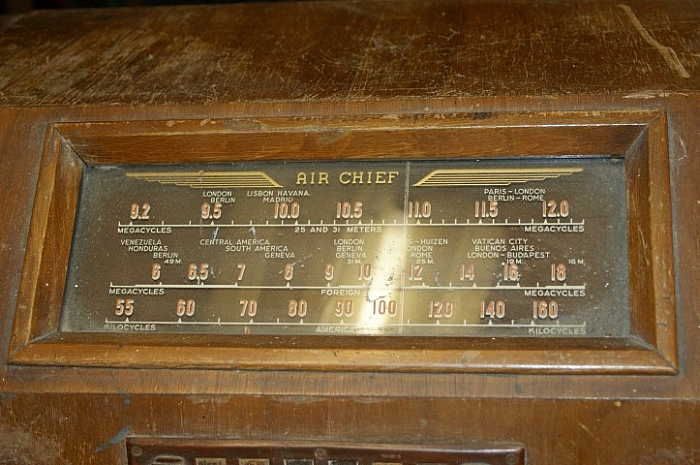 AIR CHIEF
LONDON LISBON HAVANA. PARIS-LONDON
BERLIN MADRID BERLIN-ROME
9.2 9.5 10.0 10.5 11.0 11.5 12.0
MEGACYCLES 25 AND 31 METERS MEGACYCLES
VENEZUELA CENTRAL AMERICA LONDON S-HUIZEN VATICAN CITY
HONDURAS SOUTH AMERICA BERLIN LONDON BUENOS AIRES
BERLIN GENEVA GENEVA ROME LONDON-BUDAPEST
49 M. 31 M. 25 M. 19 M. 16 M.
6 6.5 7 8 9 10 12 14 16 18
MEGACYCLES FOREIGN MEGACYCLES
55 60 70 80 90 100 120 140 160
KILOCYCLES AMERICA KILOCYCLES